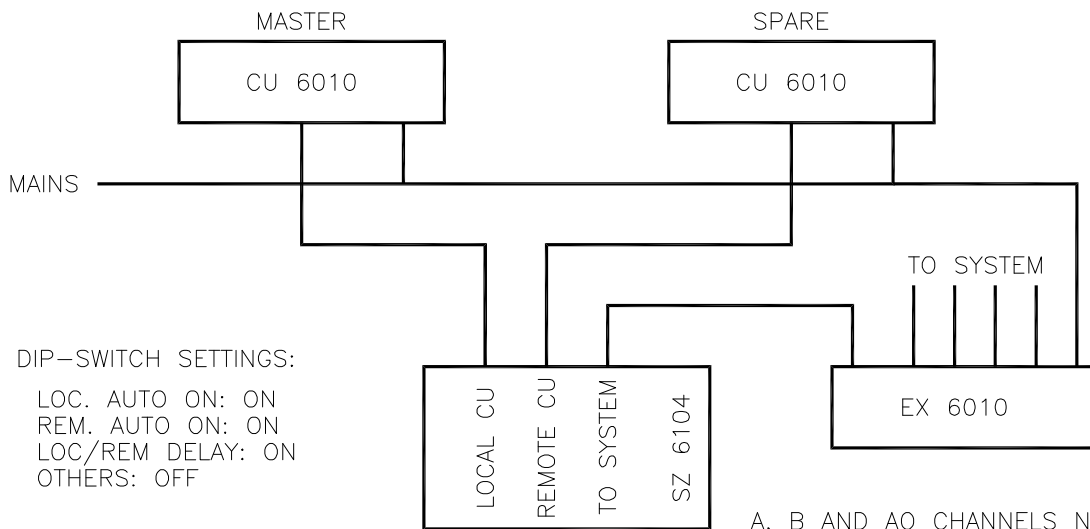 MASTER
SPARE
CU 6010
CU 6010
MAINS
TO SYSTEM
DIP-SWITCH SETTINGS:
LOC. AUTO ON: ON
REM. AUTO ON: ON
LOC/REM DELAY: ON
OTHERS: OFF
LOCAL CU
REMOTE CU
TO SYSTEM
SZ 6104
EX 6010
A, B AND AO CHANNELS N